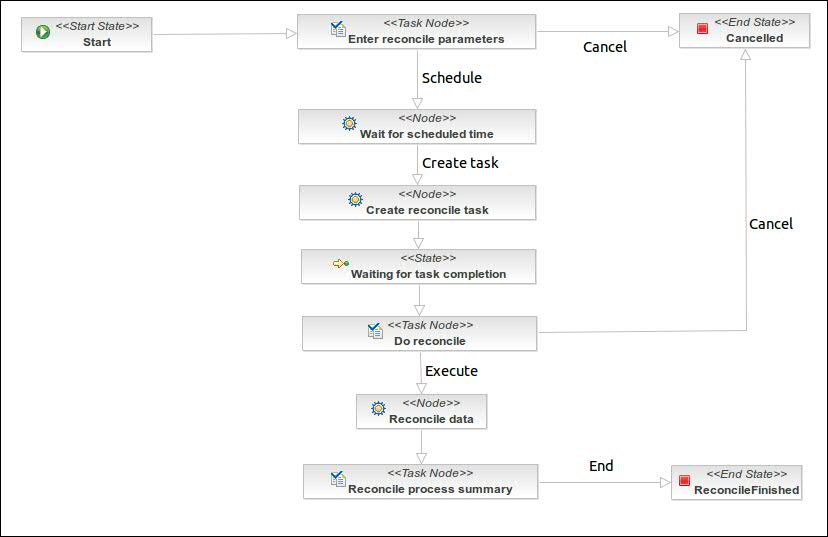 <<Start State>>
Start
<<Task Node>>
Enter reconcile parameters
Cancel
<<End State>>
Cancelled
Schedule
<<Node>>
Wait for scheduled time
Create task
<<Node>>
Create reconcile task
Cancel
<<State>>
Waiting for task completion
<<Task Node>>
Do reconcile
Execute
<<Node>>
Reconcile data
<<Task Node>>
Reconcile process summary
End
<<End State>>
ReconcileFinished